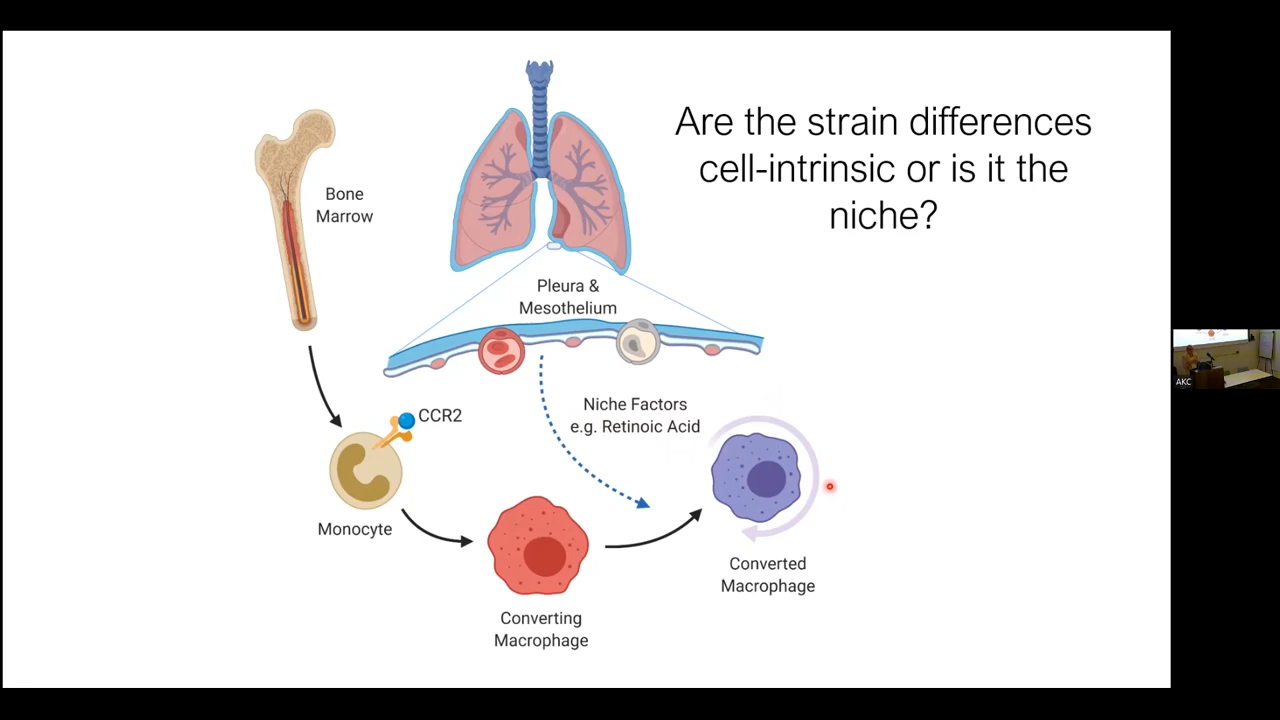 Are the strain differences
cell-intrinsic or is it the
niche?
Bone
Marrow
Pleura &
Mesothelium
CCR2
Niche Factors
e.g. Retinoic Acid
Monocyte
Converted
Macrophage
Converting
Macrophage
AKC